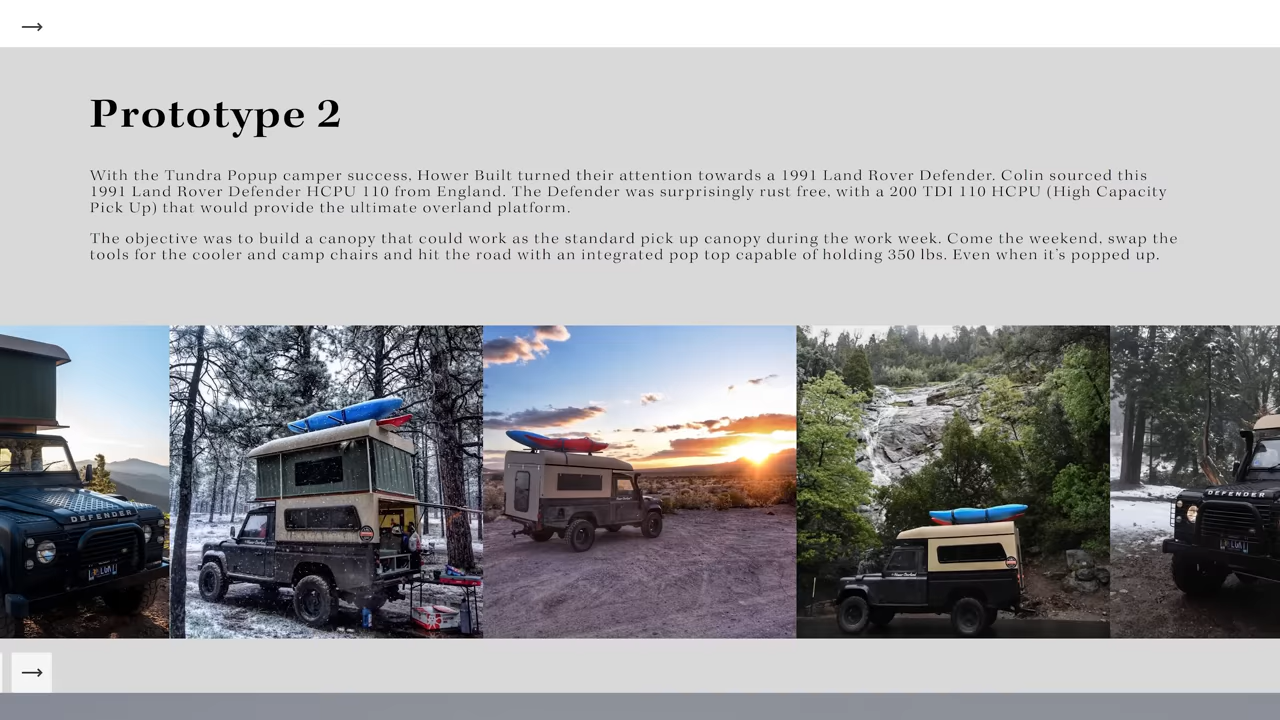 Prototype 2
With the Tundra Popup camper success, Hower Built turned their attention towards a 1991 Land Rover Defender. Colin sourced this
1991 Land Rover Defender HCPU 110 from England. The Defender was surprisingly rust free, with a 200 TDI 110 HCPU (High Capacity
Pick Up) that would provide the ultimate overland platform.
The objective was to build a canopy that could work as the standard pick up canopy during the work week. Come the weekend, swap the
tools for the cooler and camp chairs and hit the road with an integrated pop top capable of holding 350 lbs. Even when it's popped up.
DEFENDER
DEFENDER